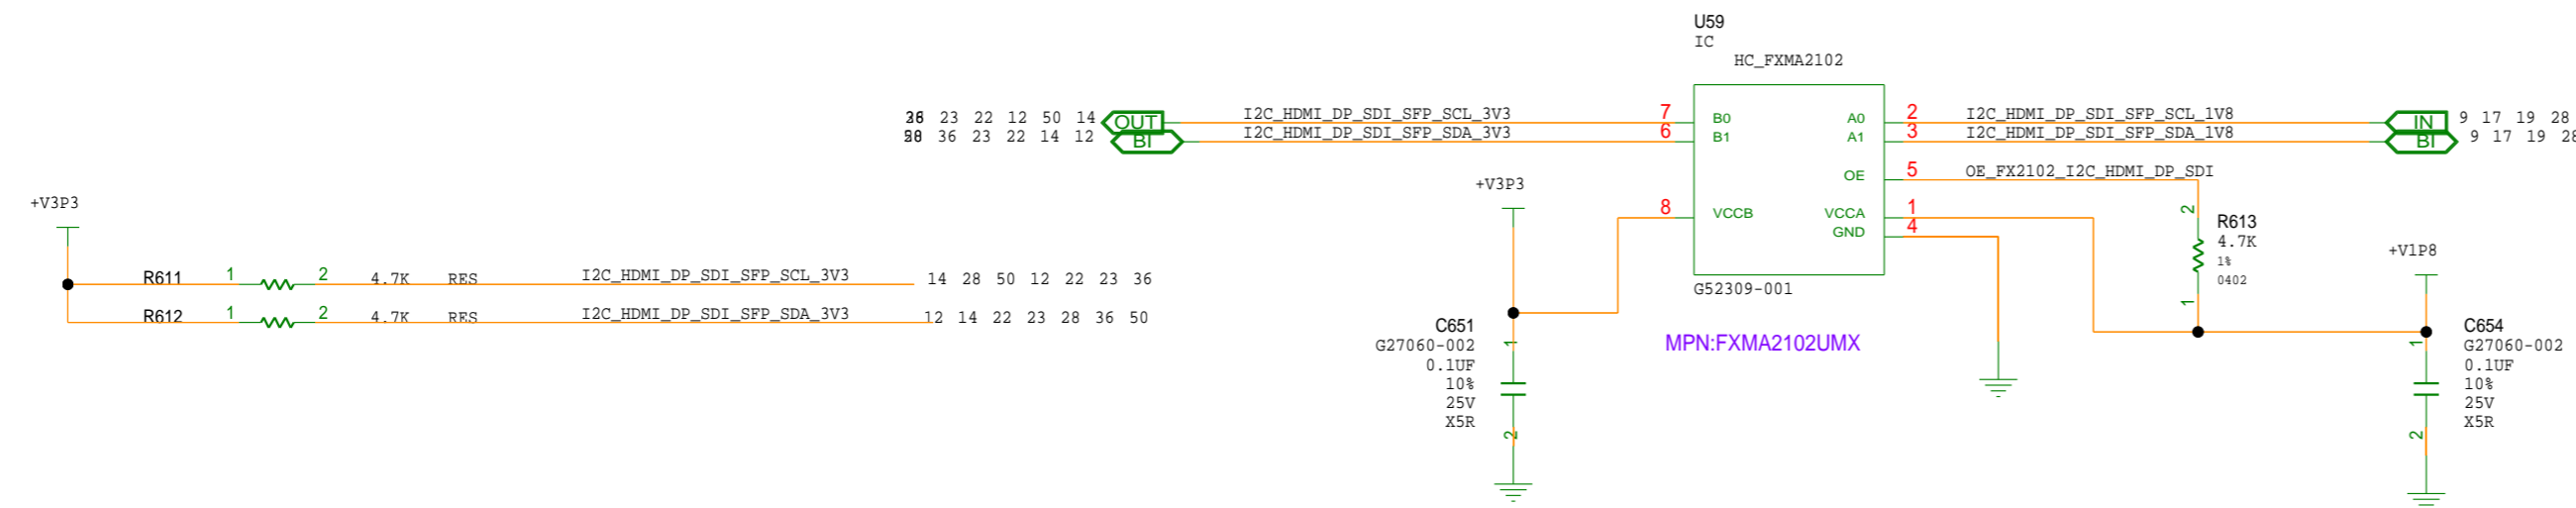 U59
IC
HC_FXMA2102
23 22 12 50 14 OUT I2C_HDMI_DP_SDI_SFP_SCL_3V3 7 B0 A0 2 I2C_HDMI_DP_SDI_SFP_SCL_1V8 IN 9 17 19 28
36 23 22 14 12 BI I2C_HDMI_DP_SDI_SFP_SDA_3V3 6 B1 A1 3 I2C_HDMI_DP_SDI_SFP_SDA_1V8 BI 9 17 19 28
OE 5 OE_FX2102_I2C_HDMI_DP_SDI
+V3P3
8 VCCB VCCA 1
GND 4
G52309-001
MPN:FXMA2102UMX
2
R613
4.7K
1%
0402
1
+V1P8
+V3P3
R611 1 2 4.7K RES I2C_HDMI_DP_SDI_SFP_SCL_3V3 14 28 50 12 22 23 36
R612 1 2 4.7K RES I2C_HDMI_DP_SDI_SFP_SDA_3V3 12 14 22 23 28 36 50
C651
G27060-002 1
0.1UF
10%
25V
X5R
2
C654
1 G27060-002
0.1UF
10%
25V
X5R
2